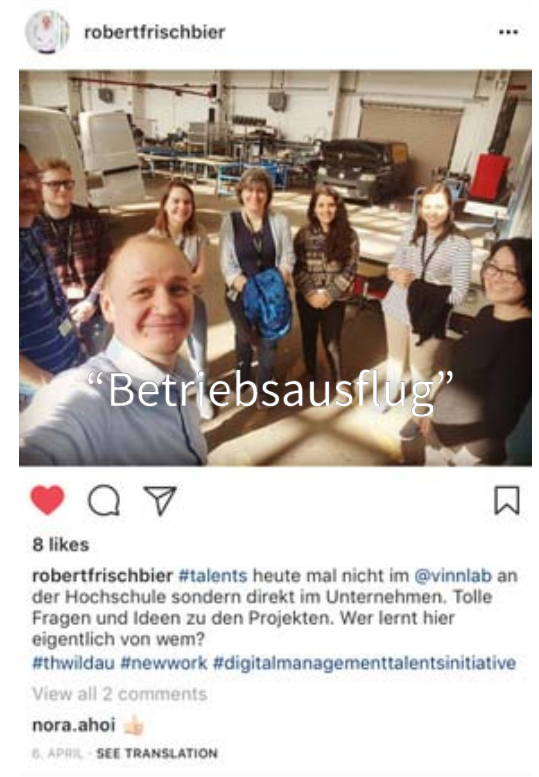 robertfrischbier
“Betriebsausflug”
8 likes
robertfrischbier #talents heute mal nicht im @vinnlab an
der Hochschule sondern direkt im Unternehmen. Tolle
Fragen und Ideen zu den Projekten. Wer lernt hier
eigentlich von wem?
#thwildau #newwork #digitalmanagementtalentsinitiative
View all 2 comments
nora.ahoi 👍🏻
6. APRIL · SEE TRANSLATION